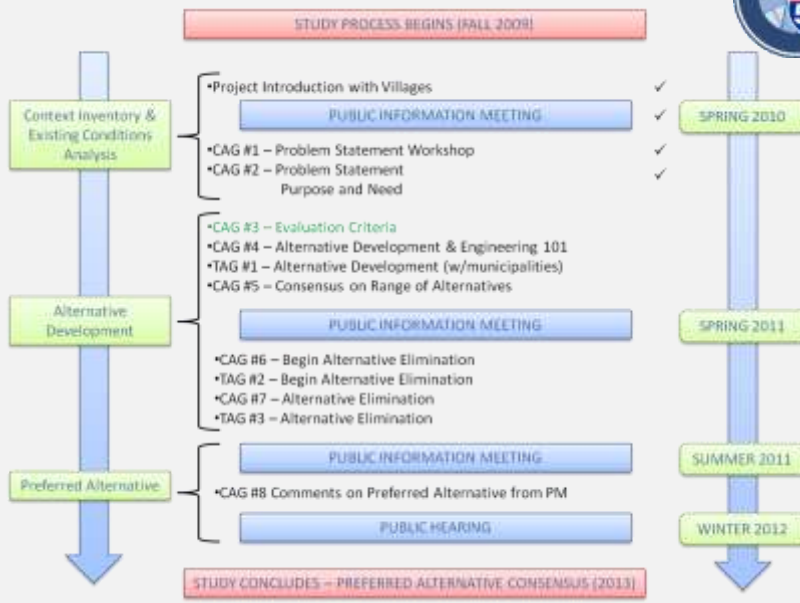 STUDY PROCESS BEGINS (FALL 2009)
Context Inventory &
Existing Conditions
Analysis
•Project Introduction with Villages ✓
PUBLIC INFORMATION MEETING ✓
SPRING 2010
•CAG #1 – Problem Statement Workshop ✓
•CAG #2 – Problem Statement ✓
Purpose and Need
Alternative
Development
•CAG #3 – Evaluation Criteria
•CAG #4 – Alternative Development & Engineering 101
•TAG #1 – Alternative Development (w/municipalities)
•CAG #5 – Consensus on Range of Alternatives
PUBLIC INFORMATION MEETING
SPRING 2011
•CAG #6 – Begin Alternative Elimination
•TAG #2 – Begin Alternative Elimination
•CAG #7 – Alternative Elimination
•TAG #3 – Alternative Elimination
Preferred Alternative
PUBLIC INFORMATION MEETING
SUMMER 2011
•CAG #8 Comments on Preferred Alternative from PM
PUBLIC HEARING
WINTER 2012
STUDY CONCLUDES – PREFERRED ALTERNATIVE CONSENSUS (2013)